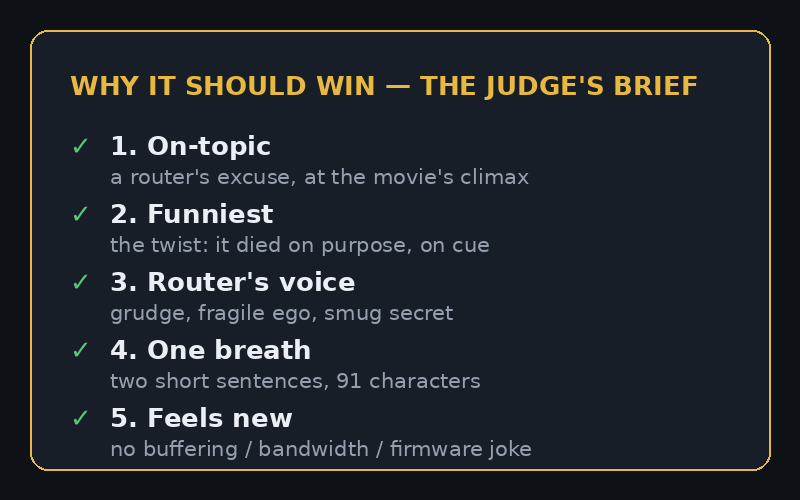 WHY IT SHOULD WIN — THE JUDGE'S BRIEF
✓ 1. On-topic
a router's excuse, at the movie's climax
✓ 2. Funniest
the twist: it died on purpose, on cue
✓ 3. Router's voice
grudge, fragile ego, smug secret
✓ 4. One breath
two short sentences, 91 characters
✓ 5. Feels new
no buffering / bandwidth / firmware joke